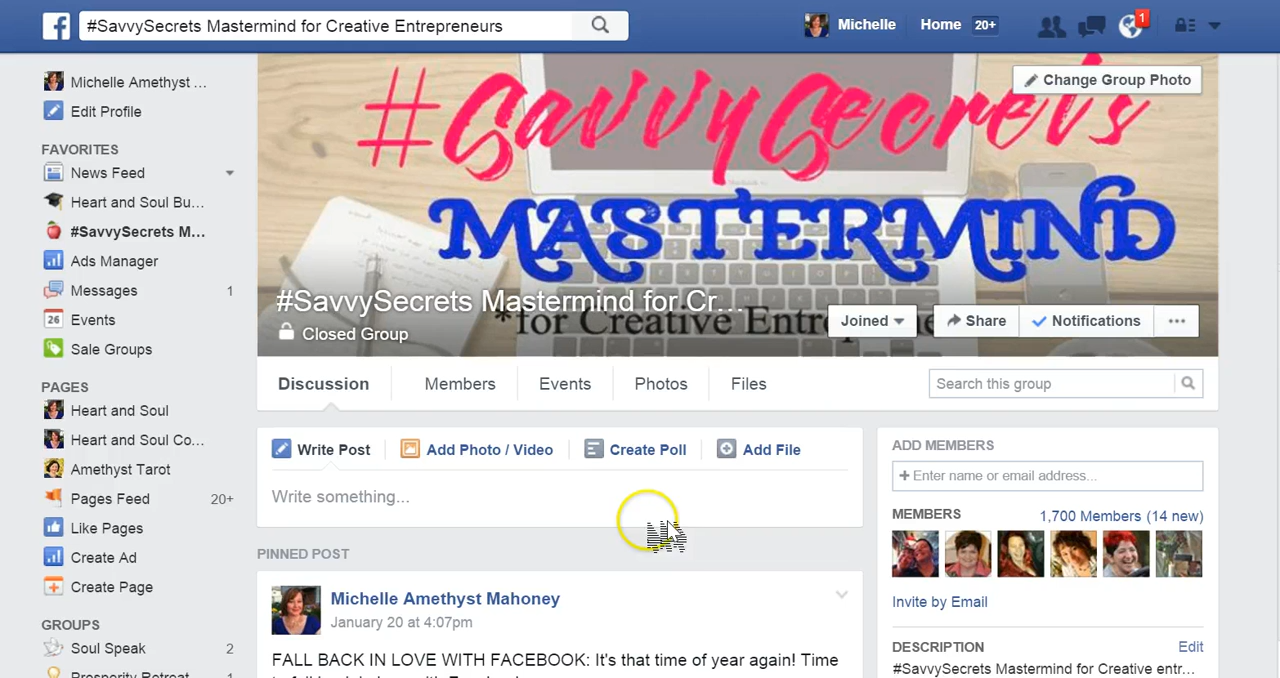 #SavvySecrets Mastermind for Creative Entrepreneurs
Michelle
Home 20+
1
Michelle Amethyst ...
Edit Profile
FAVORITES
News Feed
Heart and Soul Bu...
#SavvySecrets M...
Ads Manager
Messages 1
26 Events
Sale Groups
PAGES
Heart and Soul
Heart and Soul Co...
Amethyst Tarot
Pages Feed 20+
Like Pages
Create Ad
Create Page
GROUPS
Soul Speak 2
Prosperity Retreat 1
Change Group Photo
#SavvySecrets
MASTERMIND
*for Creative Entre
#SavvySecrets Mastermind for Cr...
Closed Group
Joined
Share
Notifications
Discussion
Members
Events
Photos
Files
Search this group
Write Post
Add Photo / Video
Create Poll
Add File
Write something...
PINNED POST
Michelle Amethyst Mahoney
January 20 at 4:07pm
FALL BACK IN LOVE WITH FACEBOOK: It's that time of year again! Time
ADD MEMBERS
+ Enter name or email address...
MEMBERS 1,700 Members (14 new)
Invite by Email
DESCRIPTION Edit
#SavvySecrets Mastermind for Creative entr...